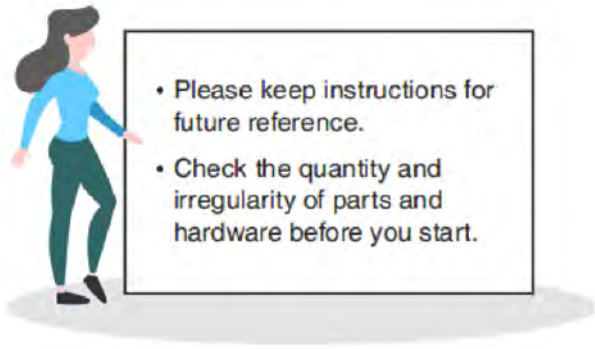 • Please keep instructions for
future reference.
• Check the quantity and
irregularity of parts and
hardware before you start.